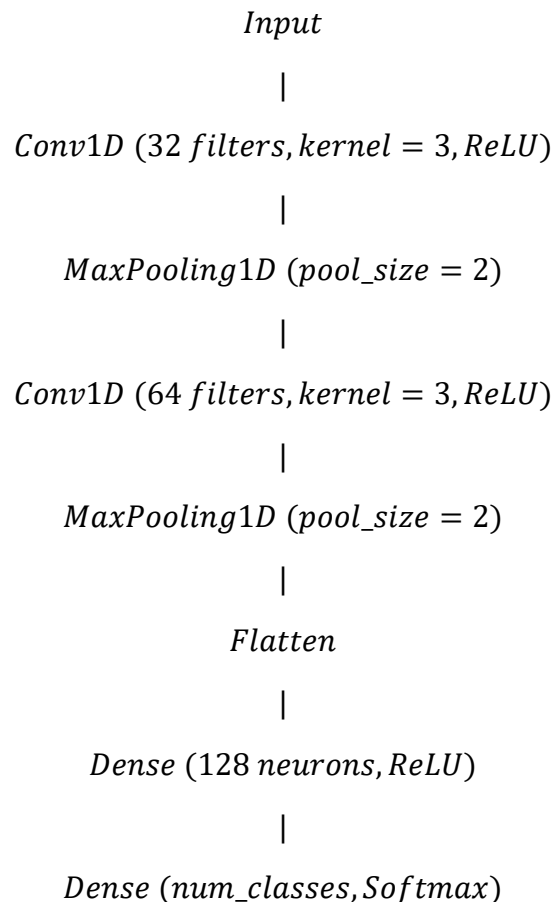 Input
|
Conv1D (32 filters, kernel = 3, ReLU)
|
MaxPooling1D (pool_size = 2)
|
Conv1D (64 filters, kernel = 3, ReLU)
|
MaxPooling1D (pool_size = 2)
|
Flatten
|
Dense (128 neurons, ReLU)
|
Dense (num_classes, Softmax)